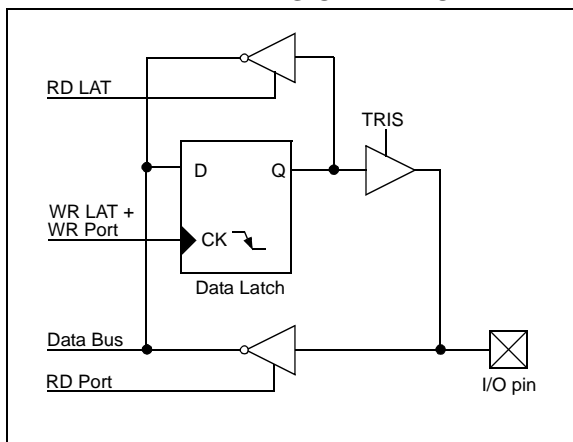 RD LAT
TRIS
D
Q
WR LAT +
WR Port
CK
Data Latch
Data Bus
RD Port
I/O pin